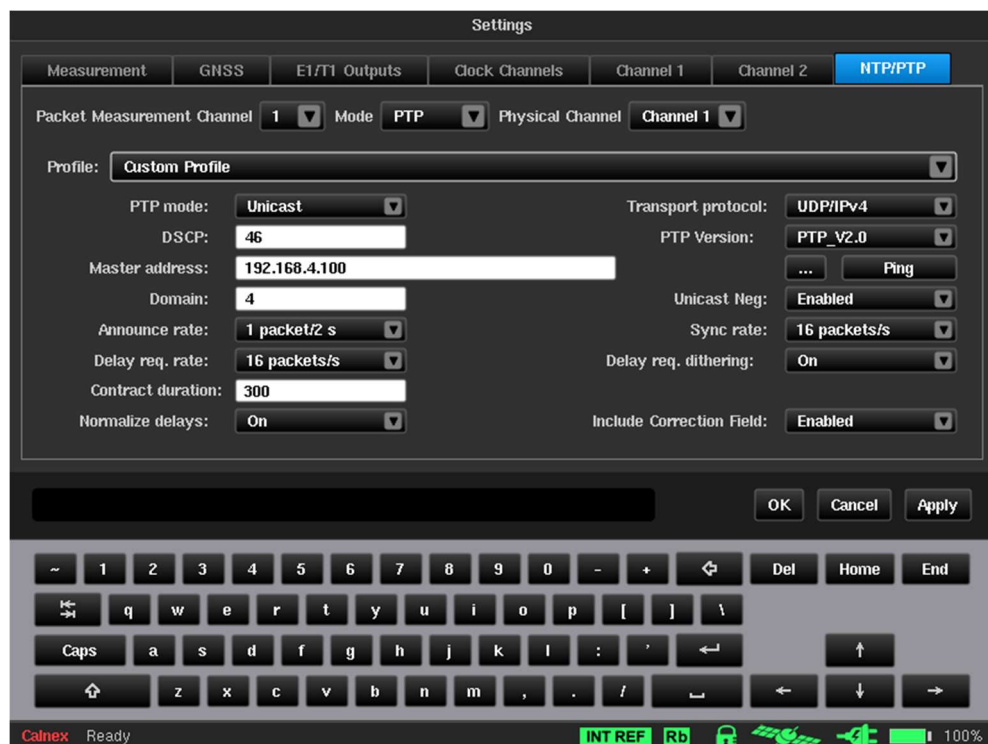 Settings
Measurement GNSS E1/T1 Outputs Clock Channels Channel 1 Channel 2 NTP/PTP
Packet Measurement Channel 1 Mode PTP Physical Channel Channel 1
Profile: Custom Profile
PTP mode: Unicast Transport protocol: UDP/IPv4
DSCP: 46 PTP Version: PTP_V2.0
Master address: 192.168.4.100 ... Ping
Domain: 4 Unicast Neg: Enabled
Announce rate: 1 packet/2 s Sync rate: 16 packets/s
Delay req. rate: 16 packets/s Delay req. dithering: On
Contract duration: 300
Normalize delays: On Include Correction Field: Enabled
OK Cancel Apply
~ 1 2 3 4 5 6 7 8 9 0 - + Del Home End
q w e r t y u i o p [ ] \
Caps a s d f g h j k l : '
z x c v b n m , . /
Calnex Ready INT REF Rb 100%